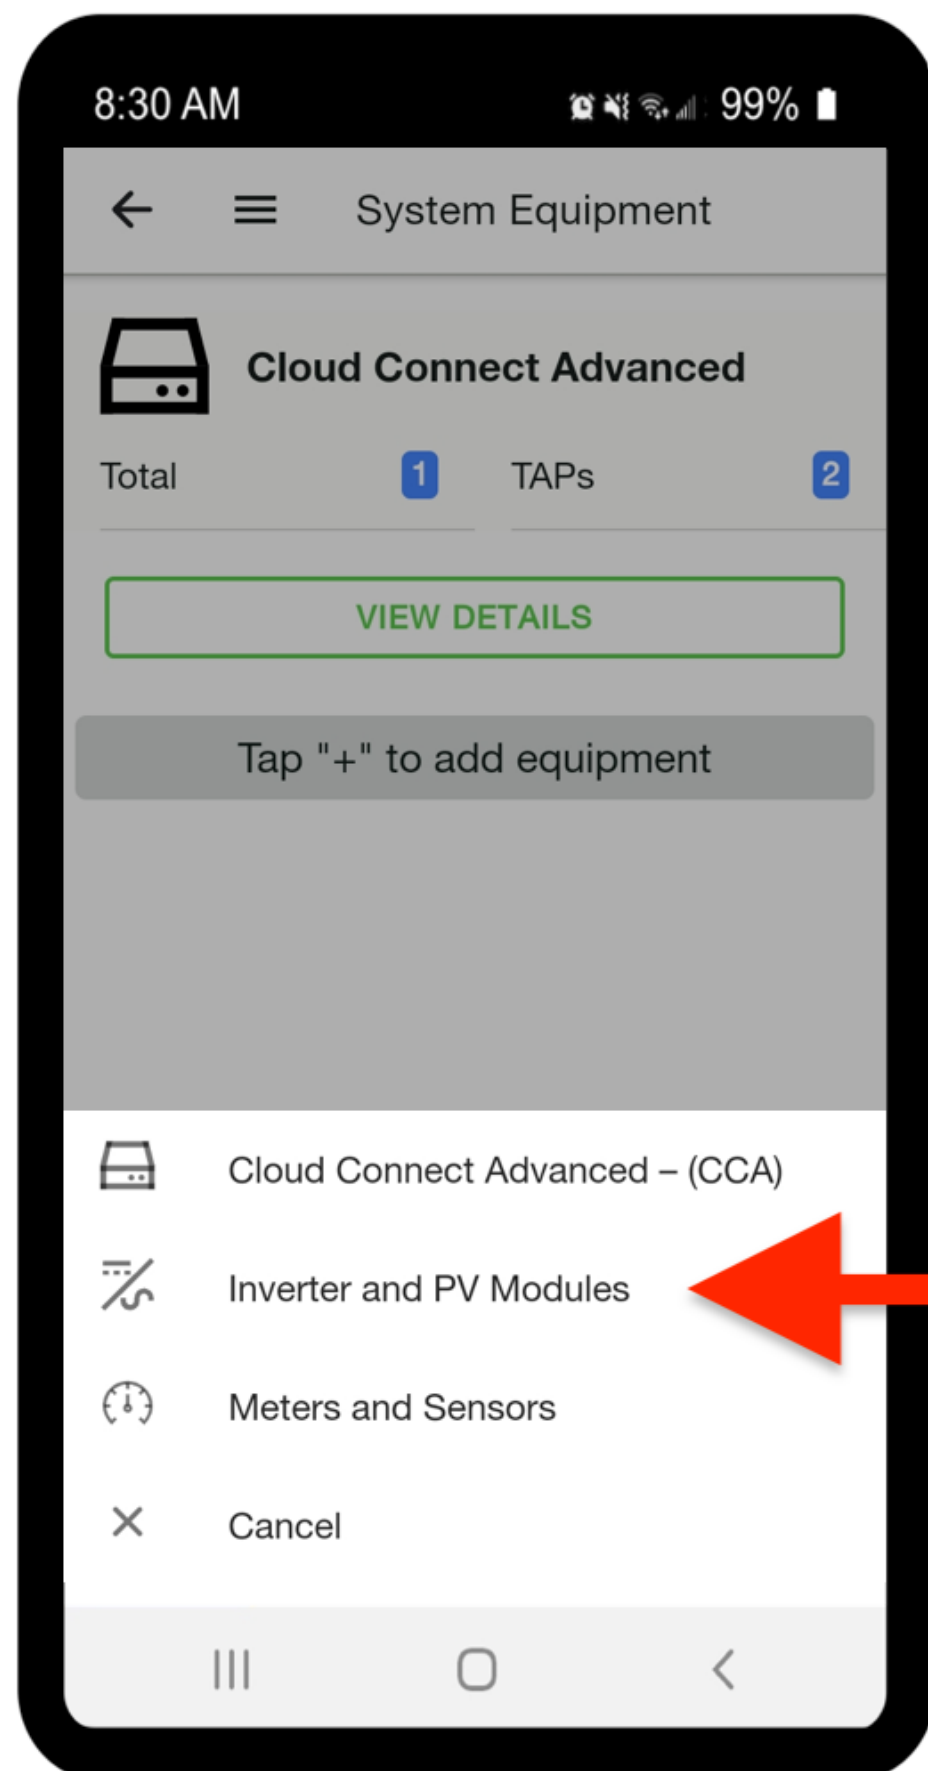 8:30 AM 99%
System Equipment
Cloud Connect Advanced
Total 1 TAPs 2
VIEW DETAILS
Tap "+" to add equipment
Cloud Connect Advanced – (CCA)
Inverter and PV Modules
Meters and Sensors
Cancel